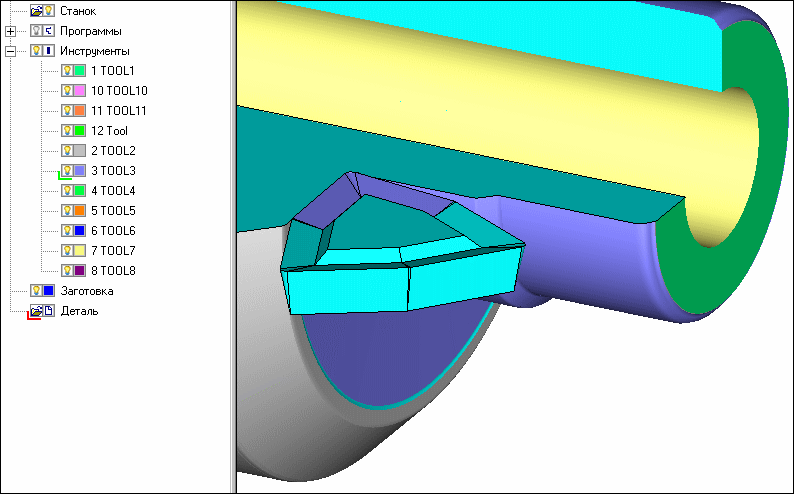 Станок
Программы
Инструменты
1 TOOL1
10 TOOL10
11 TOOL11
12 Tool
2 TOOL2
3 TOOL3
4 TOOL4
5 TOOL5
6 TOOL6
7 TOOL7
8 TOOL8
Заготовка
Деталь